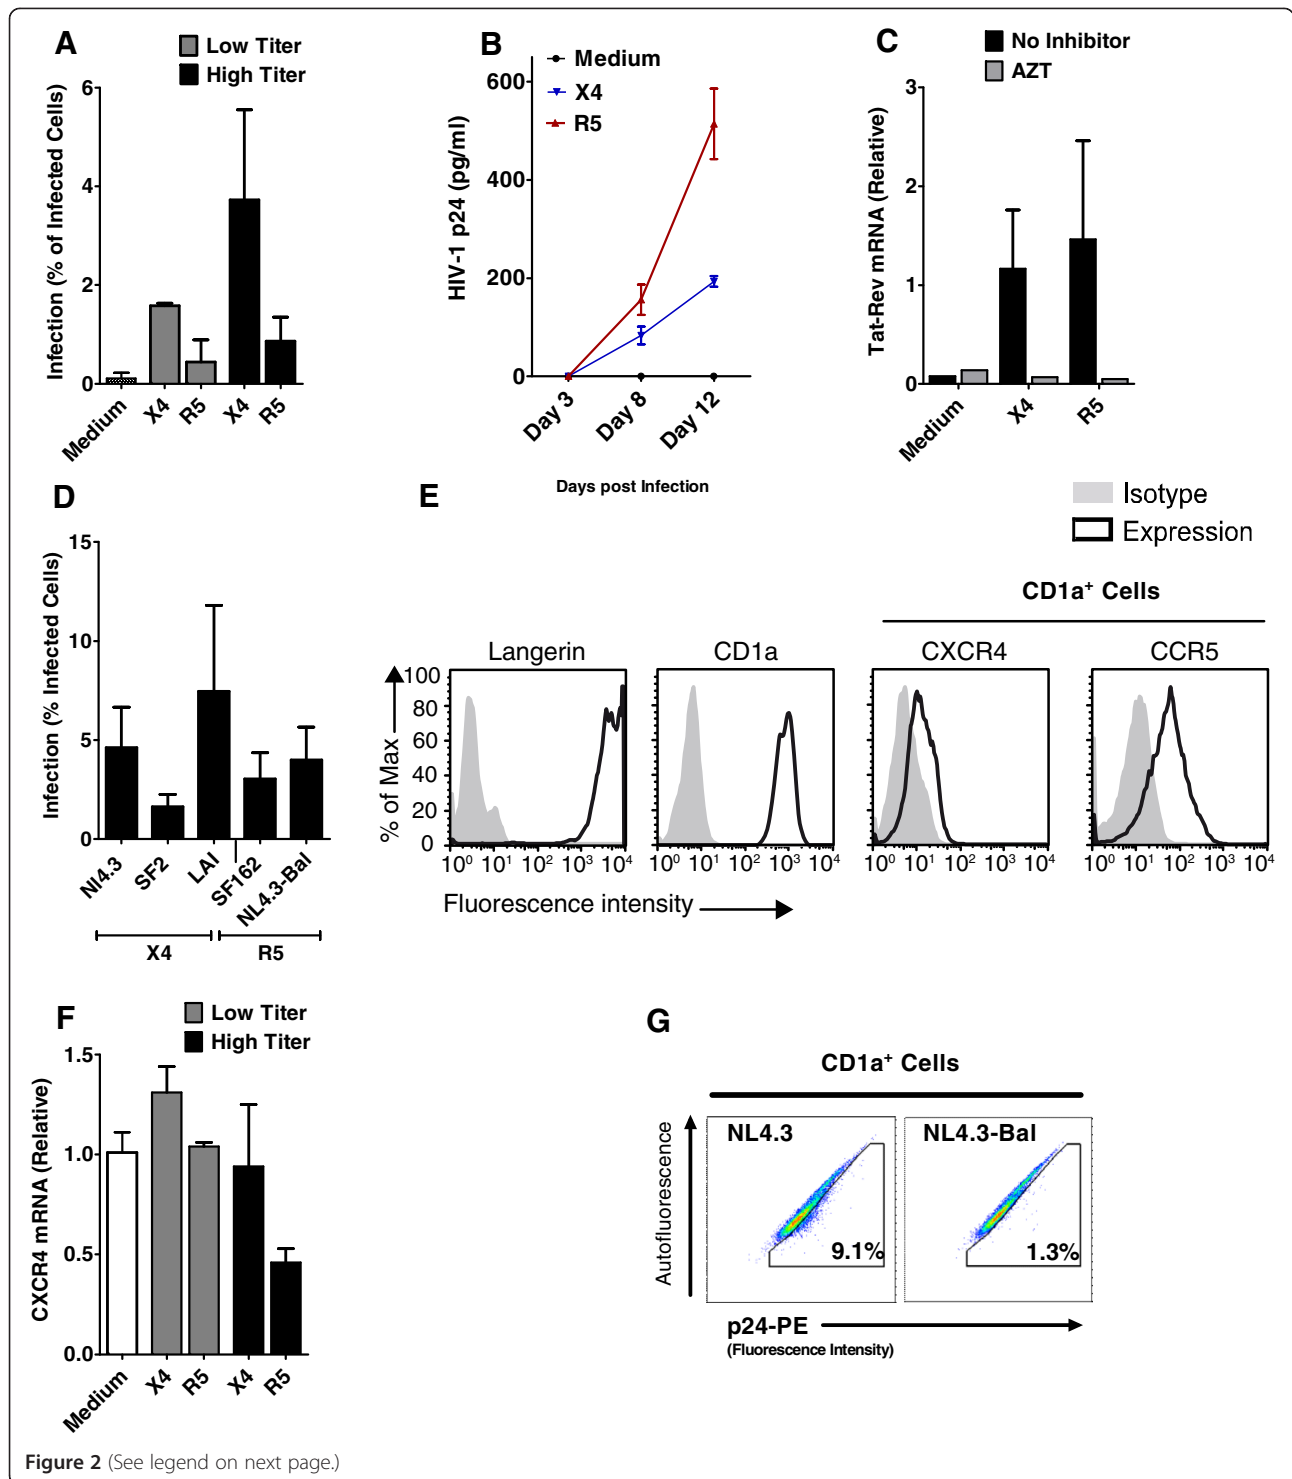 A
Low Titer
High Titer
Infection (% of Infected Cells)
6
4
2
0
Medium
X4
R5
X4
R5
B
Medium
X4
R5
HIV-1 p24 (pg/ml)
600
400
200
0
Day 3
Day 8
Day 12
Days post Infection
C
No Inhibitor
AZT
Tat-Rev mRNA (Relative)
3
2
1
0
Medium
X4
R5
D
Infection (% Infected Cells)
15
10
5
0
NI4.3
SF2
LAI
SF162
NL4.3-Bal
X4
R5
E
Isotype
Expression
CD1a+ Cells
Langerin
CD1a
CXCR4
CCR5
% of Max
100
80
60
40
20
0
10⁰ 10¹ 10² 10³ 10⁴
10⁰ 10¹ 10² 10³ 10⁴
10⁰ 10¹ 10² 10³ 10⁴
10⁰ 10¹ 10² 10³ 10⁴
Fluorescence intensity
F
Low Titer
High Titer
CXCR4 mRNA (Relative)
1.5
1.0
0.5
0.0
Medium
X4
R5
X4
R5
G
CD1a+ Cells
Autofluorescence
NL4.3
9.1%
NL4.3-Bal
1.3%
p24-PE
(Fluorescence Intensity)
Figure 2 (See legend on next page.)